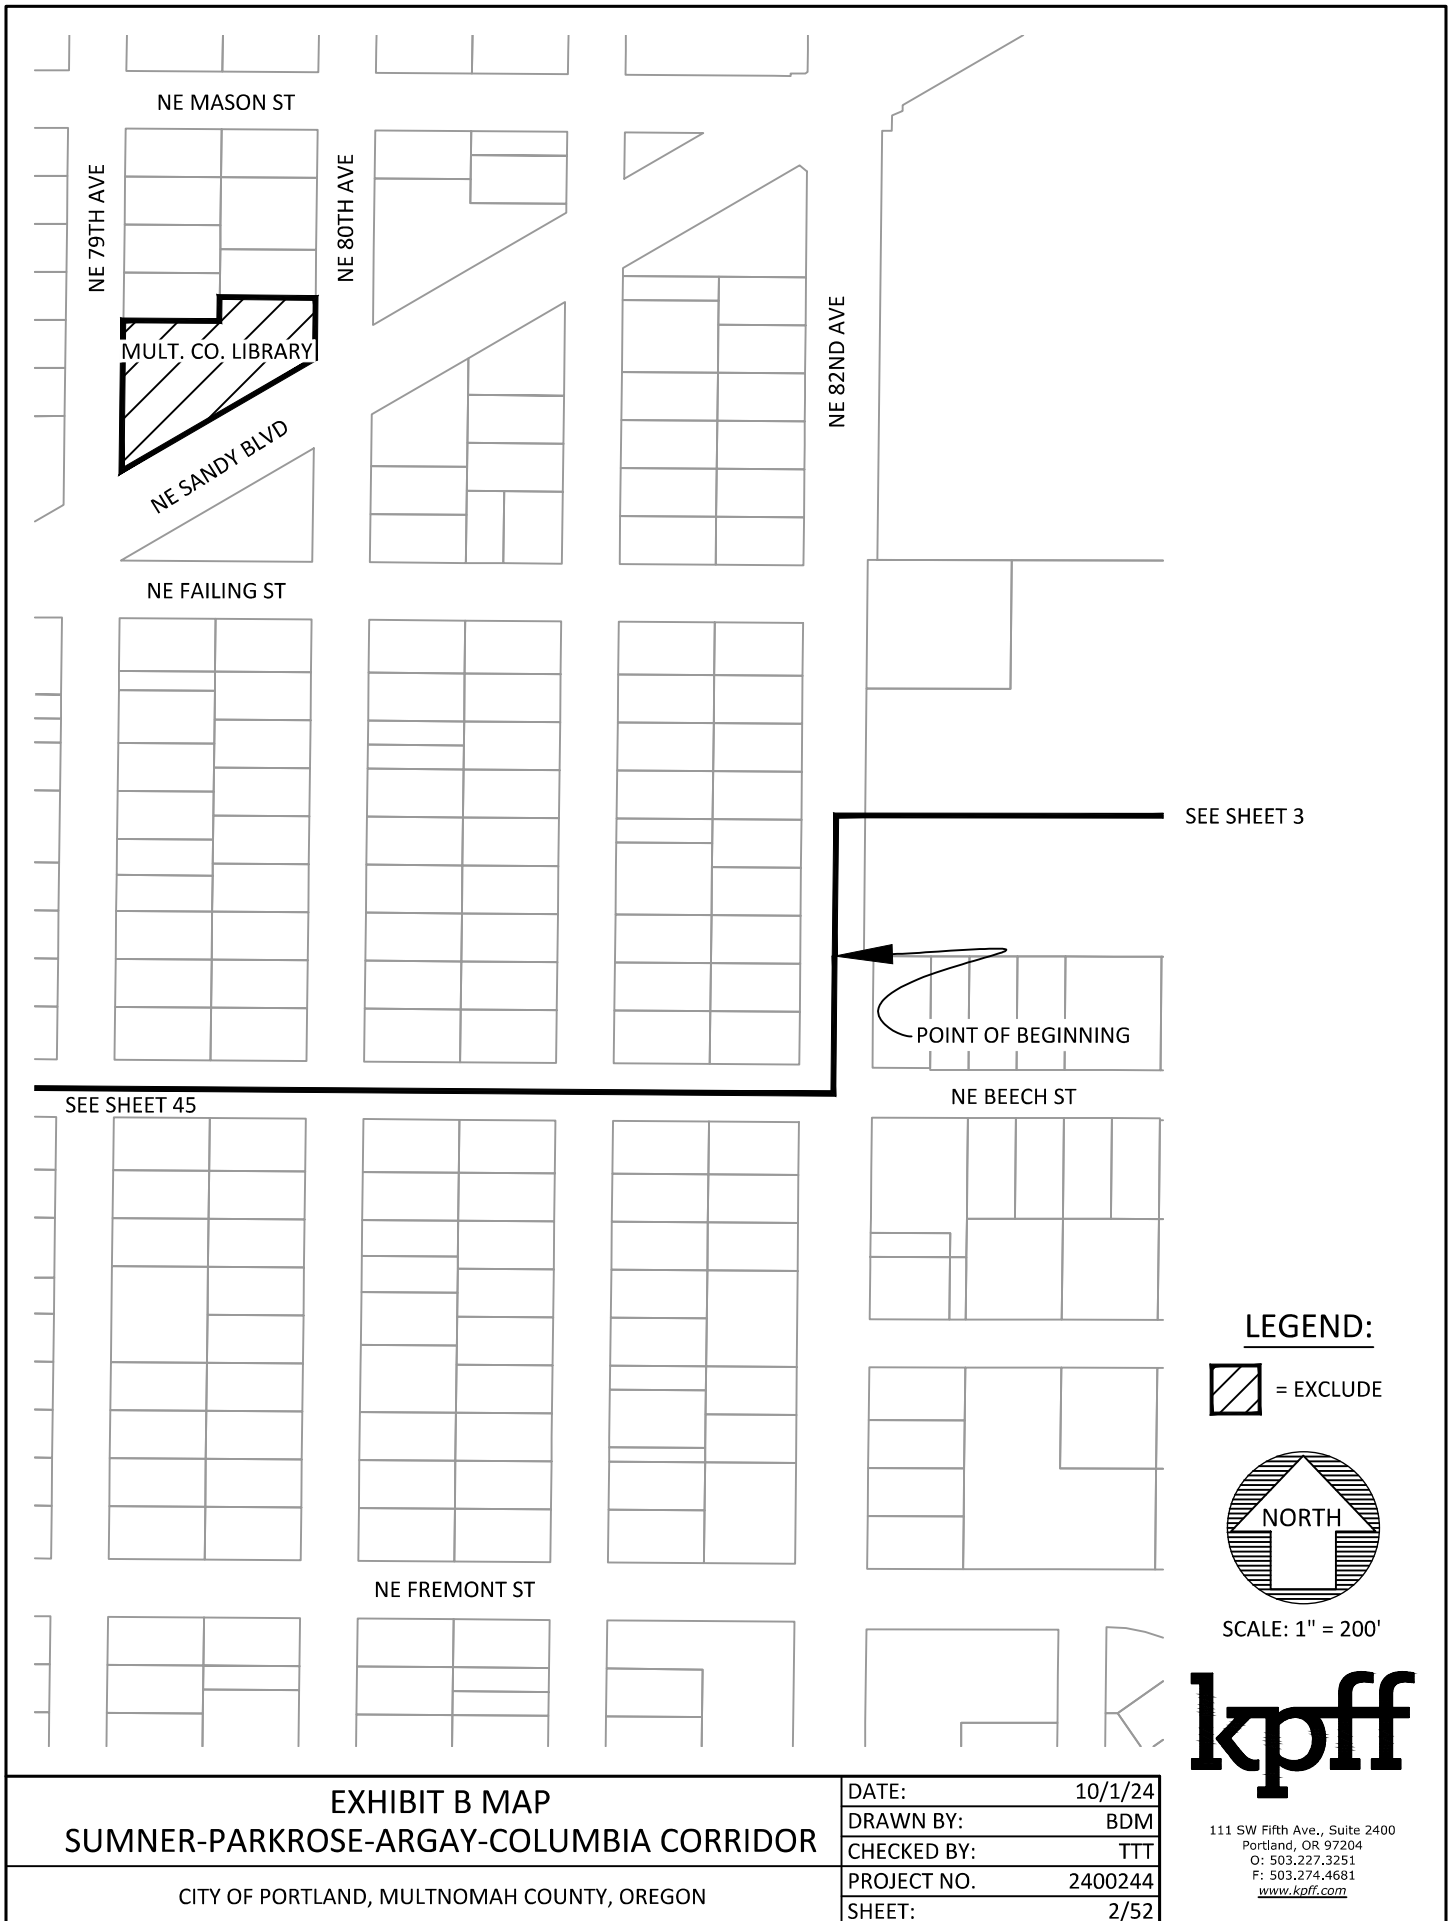 NE MASON ST
NE 79TH AVE
NE 80TH AVE
NE 82ND AVE
MULT. CO. LIBRARY
NE SANDY BLVD
NE FAILING ST
SEE SHEET 3
POINT OF BEGINNING
NE BEECH ST
SEE SHEET 45
LEGEND:
= EXCLUDE
NORTH
NE FREMONT ST
SCALE: 1" = 200'
kpff
111 SW Fifth Ave., Suite 2400
Portland, OR 97204
O: 503.227.3251
F: 503.274.4681
www.kpff.com
EXHIBIT B MAP
SUMNER-PARKROSE-ARGAY-COLUMBIA CORRIDOR
CITY OF PORTLAND, MULTNOMAH COUNTY, OREGON
DATE: 10/1/24
DRAWN BY: BDM
CHECKED BY: TTT
PROJECT NO. 2400244
SHEET: 2/52